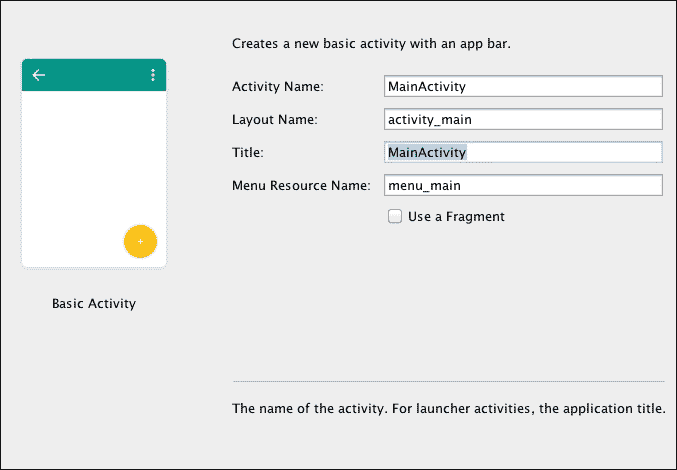 Creates a new basic activity with an app bar.
Activity Name: MainActivity
Layout Name: activity_main
Title: MainActivity
Menu Resource Name: menu_main
Use a Fragment
+
Basic Activity
The name of the activity. For launcher activities, the application title.